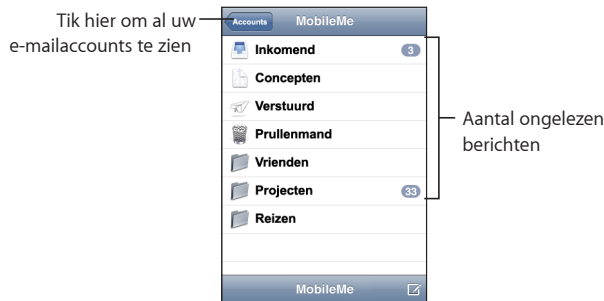 Tik hier om al uw
e-mailaccounts te zien
Accounts
MobileMe
Inkomend 3
Concepten
Verstuurd
Prullenmand
Vrienden
Projecten 33
Reizen
MobileMe
Aantal ongelezen
berichten